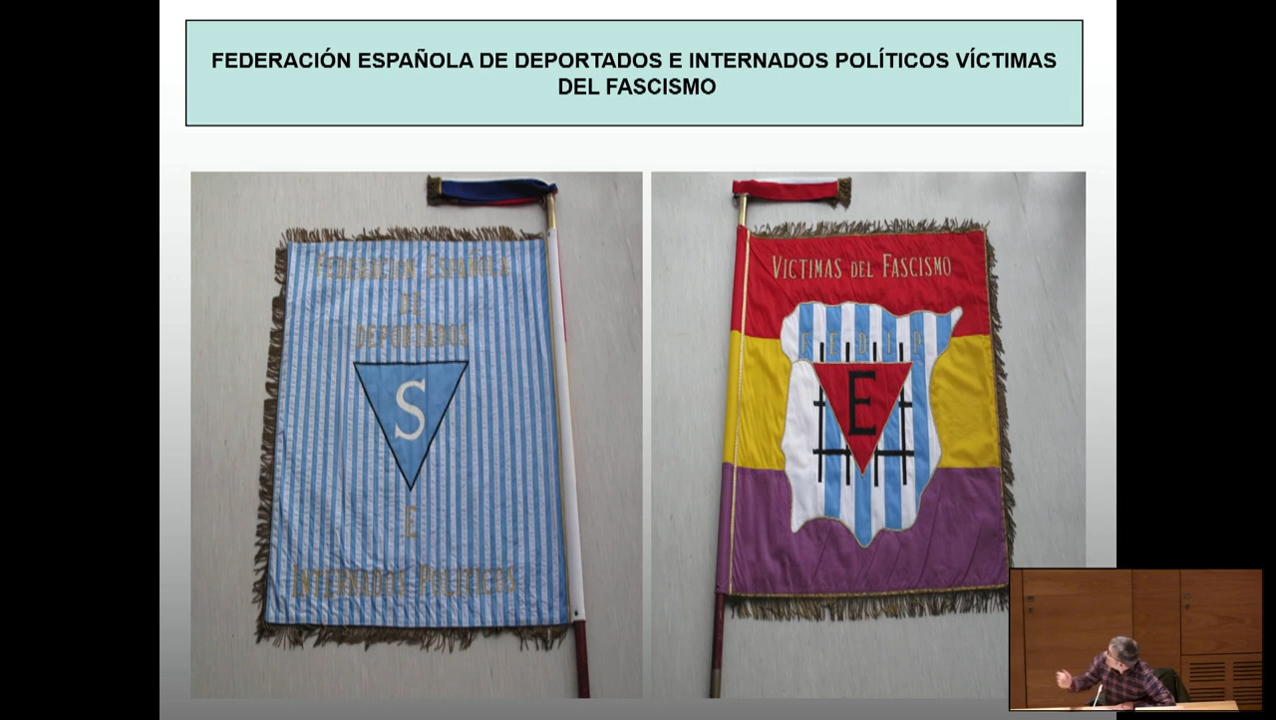 FEDERACIÓN ESPAÑOLA DE DEPORTADOS E INTERNADOS POLÍTICOS VÍCTIMAS
DEL FASCISMO
FEDERACION ESPAÑOLA
DE
DEPORTADOS
S
E
INTERNADOS POLITICOS
VICTIMAS DEL FASCISMO
F E D I P
E